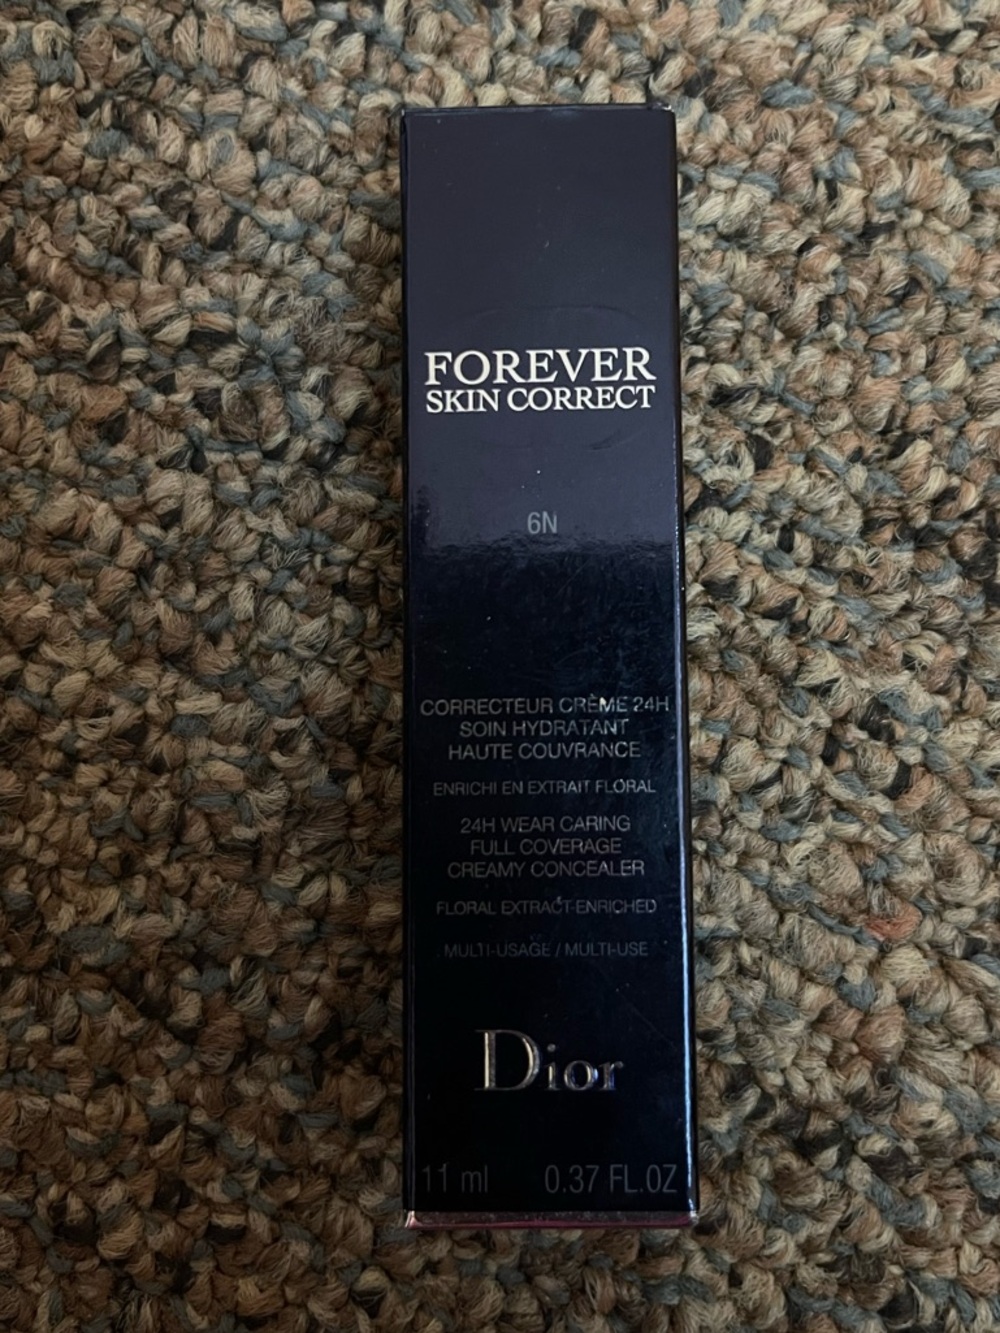 FOREVER
SKIN CORRECT
6N
CORRECTEUR CRÈME 24H
SOIN HYDRATANT
HAUTE COUVRANCE
ENRICHI EN EXTRAIT FLORAL
24H WEAR CARING
FULL COVERAGE
CREAMY CONCEALER
FLORAL EXTRACT-ENRICHED
MULTI-USAGE / MULTI-USE
Dior
11 ml 0.37 FL.OZ